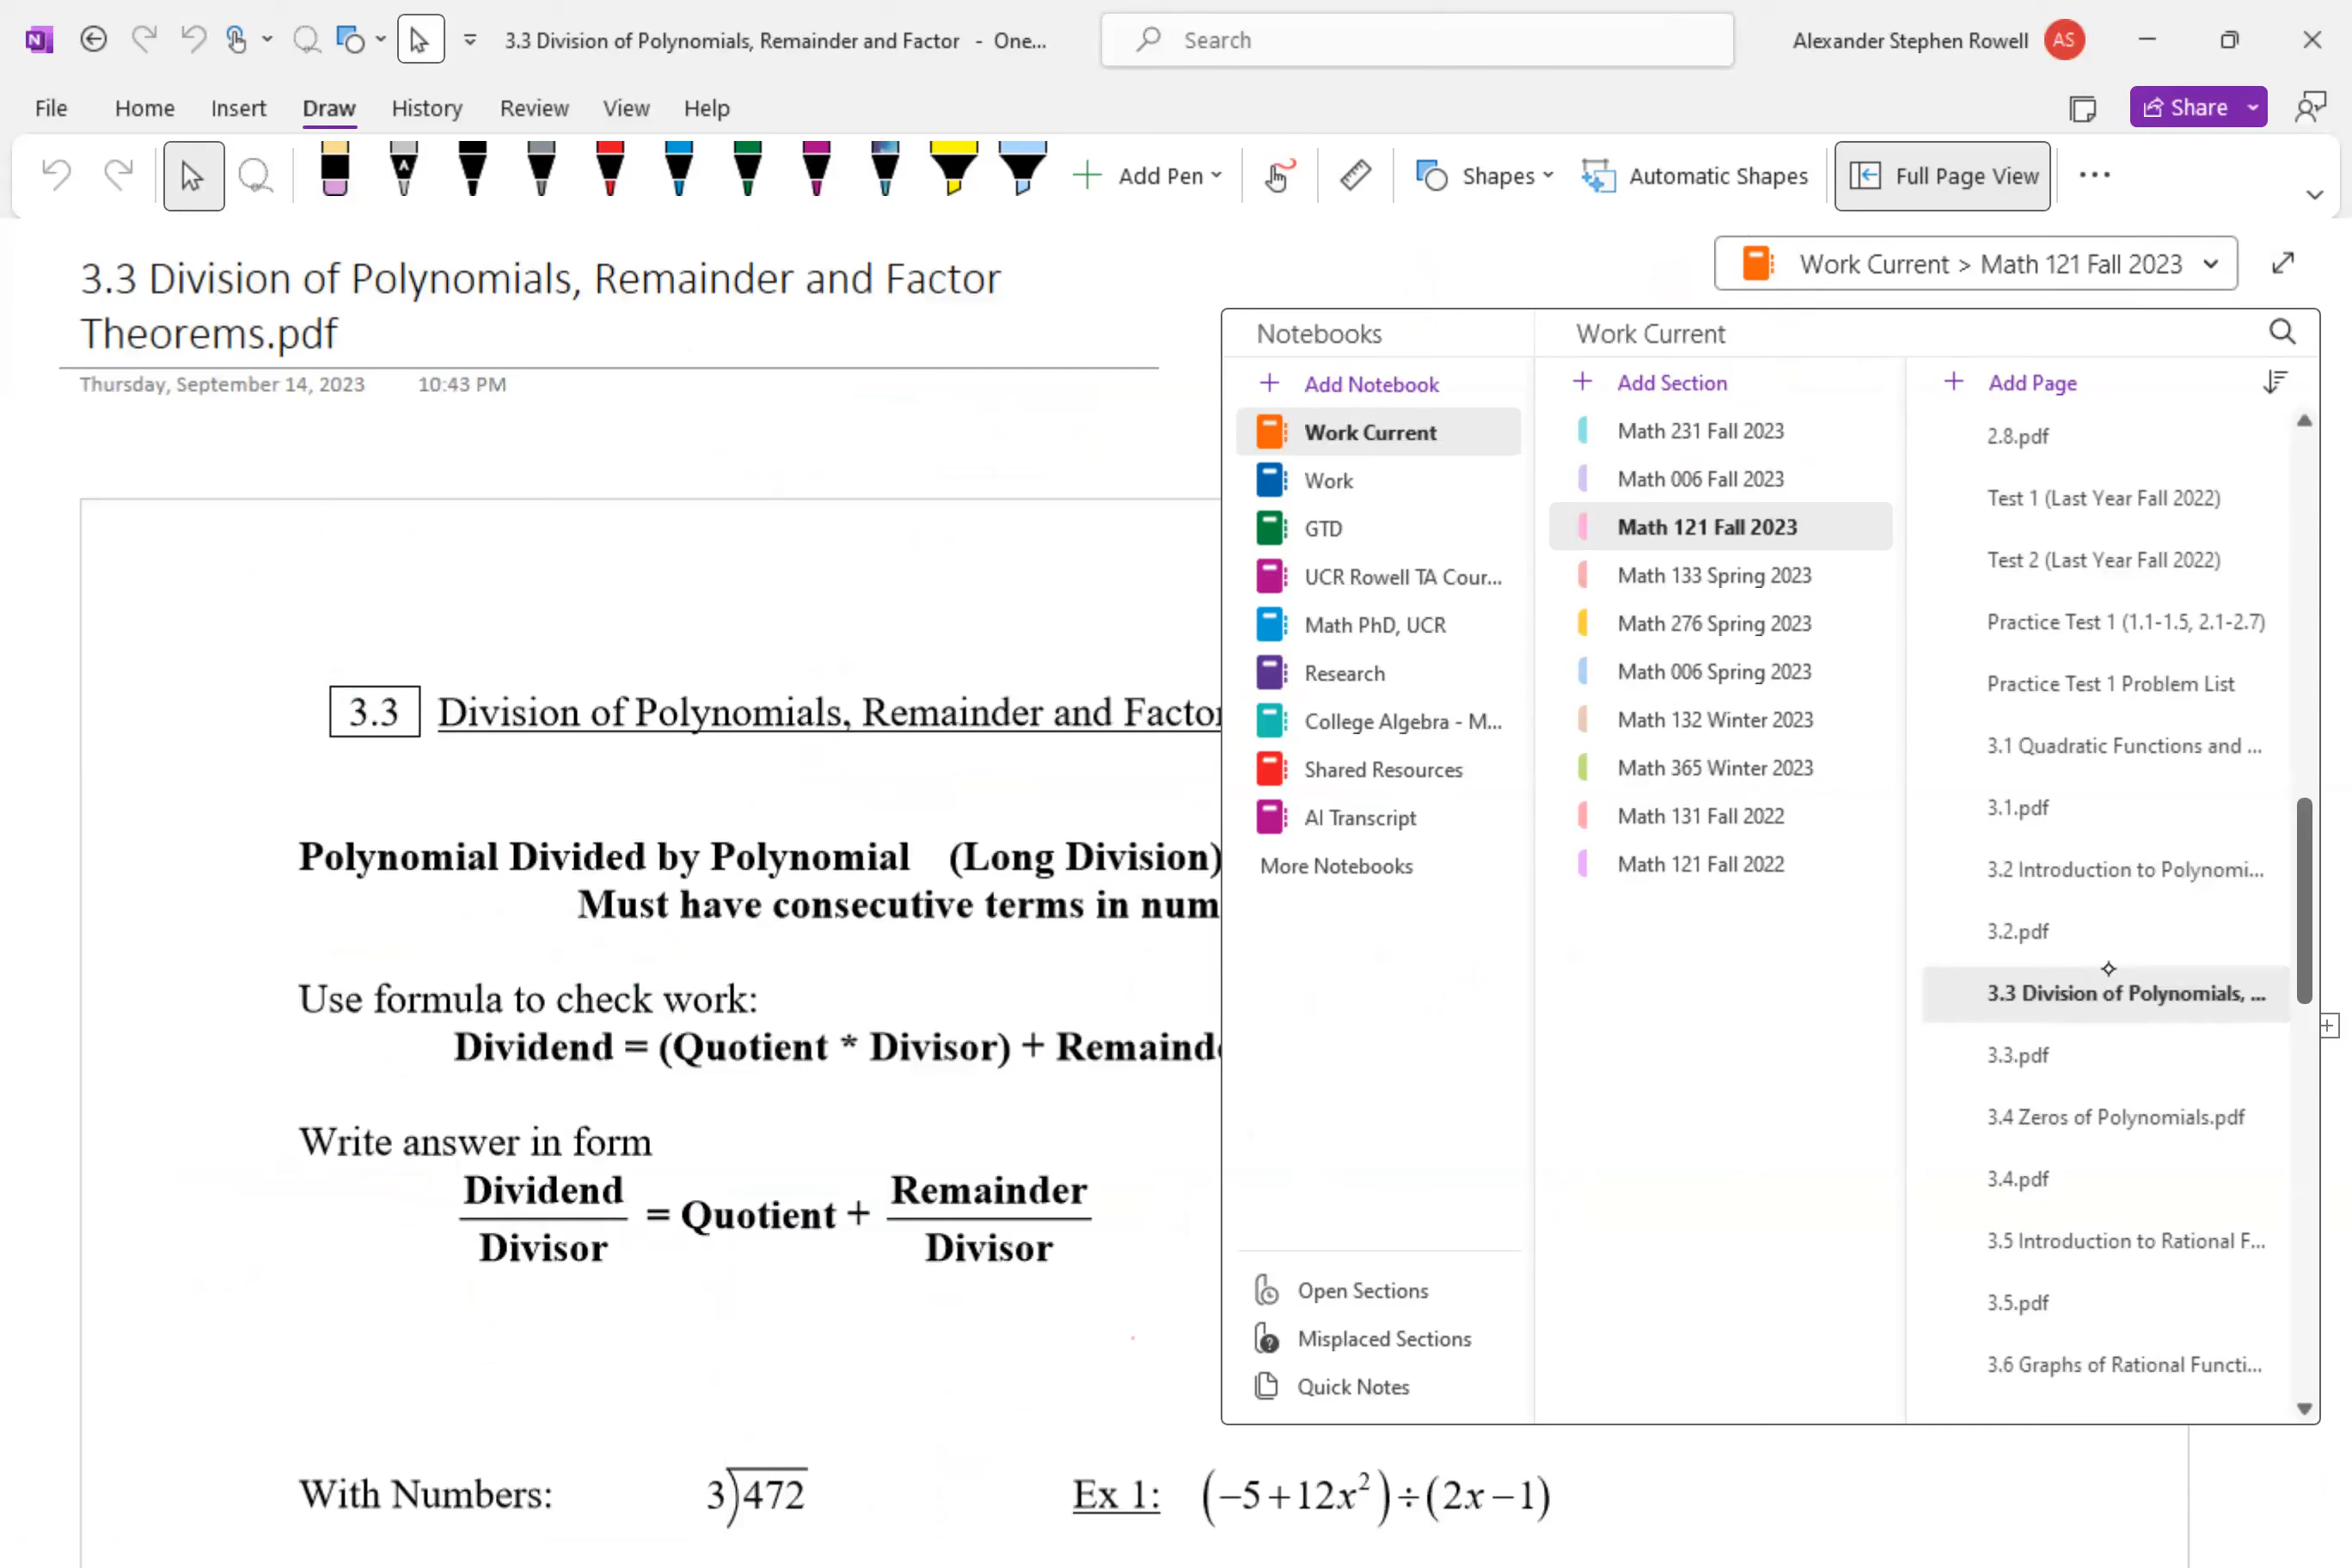 3.3 Division of Polynomials, Remainder and Factor - One...
Search
Alexander Stephen Rowell
AS
File
Home
Insert
Draw
History
Review
View
Help
Share
Add Pen
Shapes
Automatic Shapes
Full Page View
3.3 Division of Polynomials, Remainder and Factor
Theorems.pdf
Thursday, September 14, 2023
10:43 PM
Work Current > Math 121 Fall 2023
Notebooks
Add Notebook
Work Current
Work
GTD
UCR Rowell TA Cour...
Math PhD, UCR
Research
College Algebra - M...
Shared Resources
AI Transcript
More Notebooks
Open Sections
Misplaced Sections
Quick Notes
Work Current
Add Section
Math 231 Fall 2023
Math 006 Fall 2023
Math 121 Fall 2023
Math 133 Spring 2023
Math 276 Spring 2023
Math 006 Spring 2023
Math 132 Winter 2023
Math 365 Winter 2023
Math 131 Fall 2022
Math 121 Fall 2022
Add Page
2.8.pdf
Test 1 (Last Year Fall 2022)
Test 2 (Last Year Fall 2022)
Practice Test 1 (1.1-1.5, 2.1-2.7)
Practice Test 1 Problem List
3.1 Quadratic Functions and ...
3.1.pdf
3.2 Introduction to Polynomi...
3.2.pdf
3.3 Division of Polynomials, ...
3.3.pdf
3.4 Zeros of Polynomials.pdf
3.4.pdf
3.5 Introduction to Rational F...
3.5.pdf
3.6 Graphs of Rational Functi...
3.3 Division of Polynomials, Remainder and Factor
Polynomial Divided by Polynomial (Long Division)
Must have consecutive terms in num
Use formula to check work:
Dividend = (Quotient * Divisor) + Remainde
Write answer in form
Dividend / Divisor = Quotient + Remainder / Divisor
With Numbers: 3)472 Ex 1: (−5+12x²)÷(2x−1)